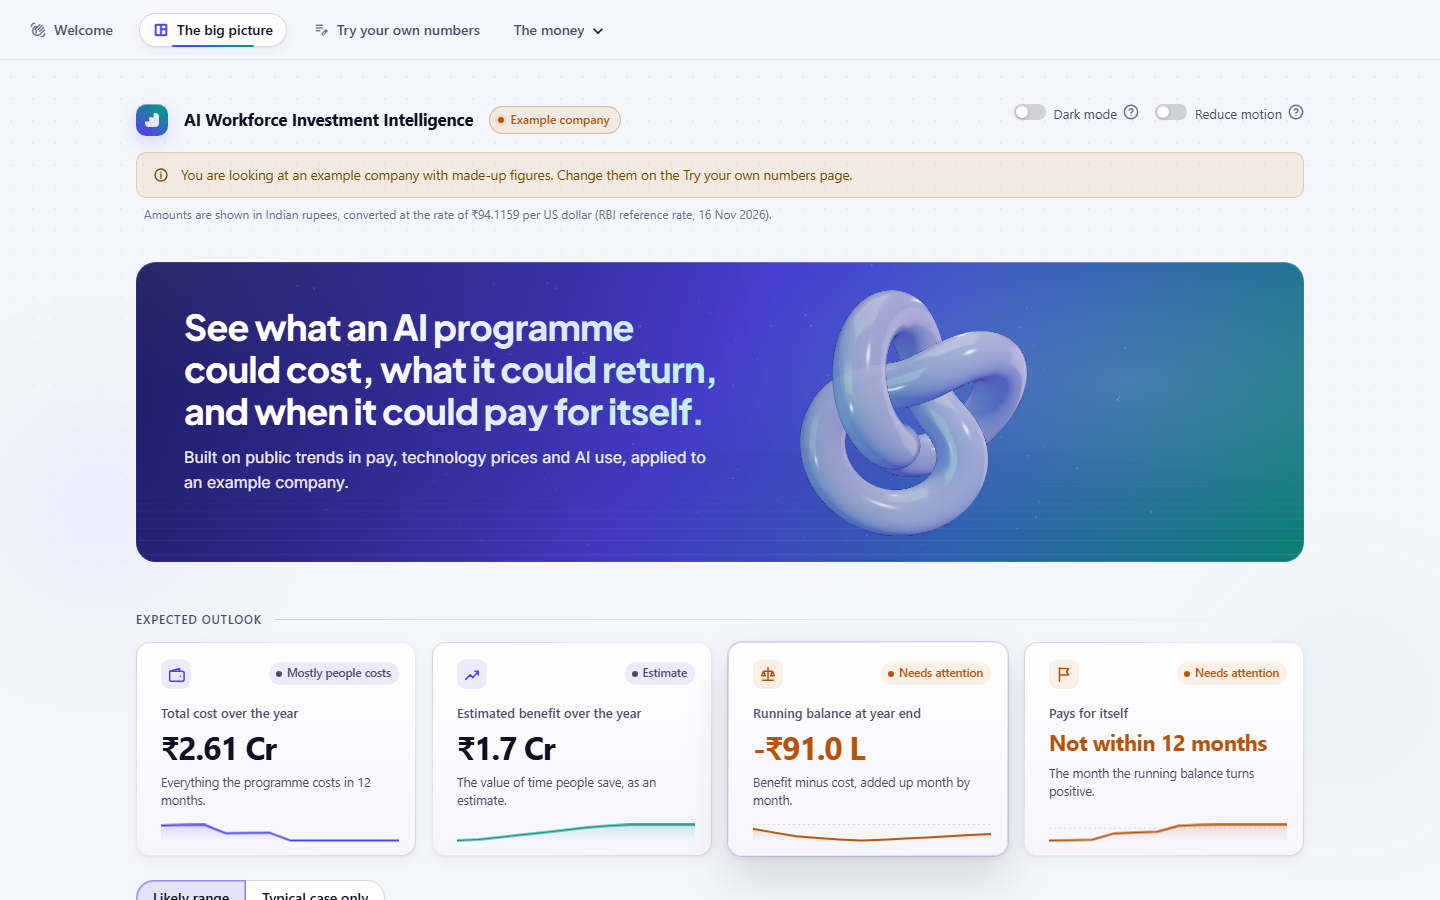 Welcome
The big picture
Try your own numbers
The money
AI Workforce Investment Intelligence
Example company
Dark mode
Reduce motion
You are looking at an example company with made-up figures. Change them on the Try your own numbers page.
Amounts are shown in Indian rupees, converted at the rate of ₹94.1159 per US dollar (RBI reference rate, 16 Nov 2026).
See what an AI programme
could cost, what it could return,
and when it could pay for itself.
Built on public trends in pay, technology prices and AI use, applied to
an example company.
EXPECTED OUTLOOK
Mostly people costs
Total cost over the year
₹2.61 Cr
Everything the programme costs in 12
months.
Estimate
Estimated benefit over the year
₹1.7 Cr
The value of time people save, as an
estimate.
Needs attention
Running balance at year end
-₹91.0 L
Benefit minus cost, added up month by
month.
Needs attention
Pays for itself
Not within 12 months
The month the running balance turns
positive.
Likely range
Typical case only